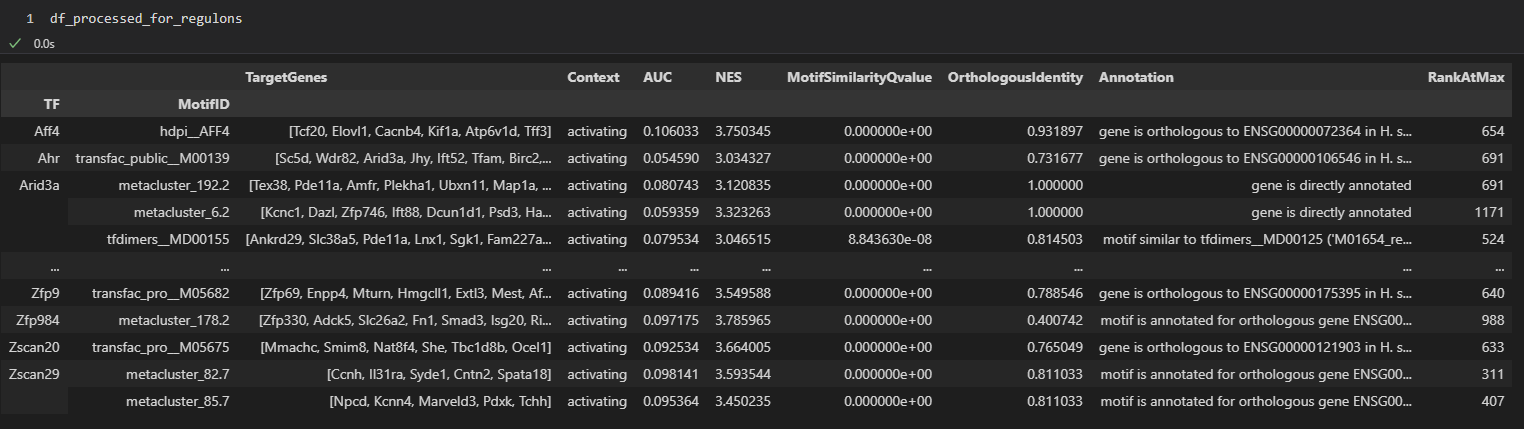 1 df_processed_for_regulons
0.0s
TargetGenes Context AUC NES MotifSimilarityQvalue OrthologousIdentity Annotation RankAtMax
TF MotifID
Aff4 hdpi__AFF4 [Tcf20, Elovl1, Cacnb4, Kif1a, Atp6v1d, Tff3] activating 0.106033 3.750345 0.000000e+00 0.931897 gene is orthologous to ENSG00000072364 in H. s... 654
Ahr transfac_public__M00139 [Sc5d, Wdr82, Arid3a, Jhy, Ift52, Tfam, Birc2,... activating 0.054590 3.034327 0.000000e+00 0.731677 gene is orthologous to ENSG00000106546 in H. s... 691
Arid3a metacluster_192.2 [Tex38, Pde11a, Amfr, Plekha1, Ubxn11, Map1a, ... activating 0.080743 3.120835 0.000000e+00 1.000000 gene is directly annotated 691
metacluster_6.2 [Kcnc1, Dazl, Zfp746, Ift88, Dcun1d1, Psd3, Ha... activating 0.059359 3.323263 0.000000e+00 1.000000 gene is directly annotated 1171
tfdimers__MD00155 [Ankrd29, Slc38a5, Pde11a, Lnx1, Sgk1, Fam227a... activating 0.079534 3.046515 8.843630e-08 0.814503 motif similar to tfdimers__MD00125 ('M01654_re... 524
... ... ... ... ... ... ... ... ... ...
Zfp9 transfac_pro__M05682 [Zfp69, Enpp4, Mturn, Hmgcll1, Extl3, Mest, Af... activating 0.089416 3.549588 0.000000e+00 0.788546 gene is orthologous to ENSG00000175395 in H. s... 640
Zfp984 metacluster_178.2 [Zfp330, Adck5, Slc26a2, Fn1, Smad3, Isg20, Ri... activating 0.097175 3.785965 0.000000e+00 0.400742 motif is annotated for orthologous gene ENSG00... 988
Zscan20 transfac_pro__M05675 [Mmachc, Smim8, Nat8f4, She, Tbc1d8b, Ocel1] activating 0.092534 3.664005 0.000000e+00 0.765049 gene is orthologous to ENSG00000121903 in H. s... 633
Zscan29 metacluster_82.7 [Ccnh, Il31ra, Syde1, Cntn2, Spata18] activating 0.098141 3.593544 0.000000e+00 0.811033 motif is annotated for orthologous gene ENSG00... 311
metacluster_85.7 [Npcd, Kcnn4, Marveld3, Pdxk, Tchh] activating 0.095364 3.450235 0.000000e+00 0.811033 motif is annotated for orthologous gene ENSG00... 407